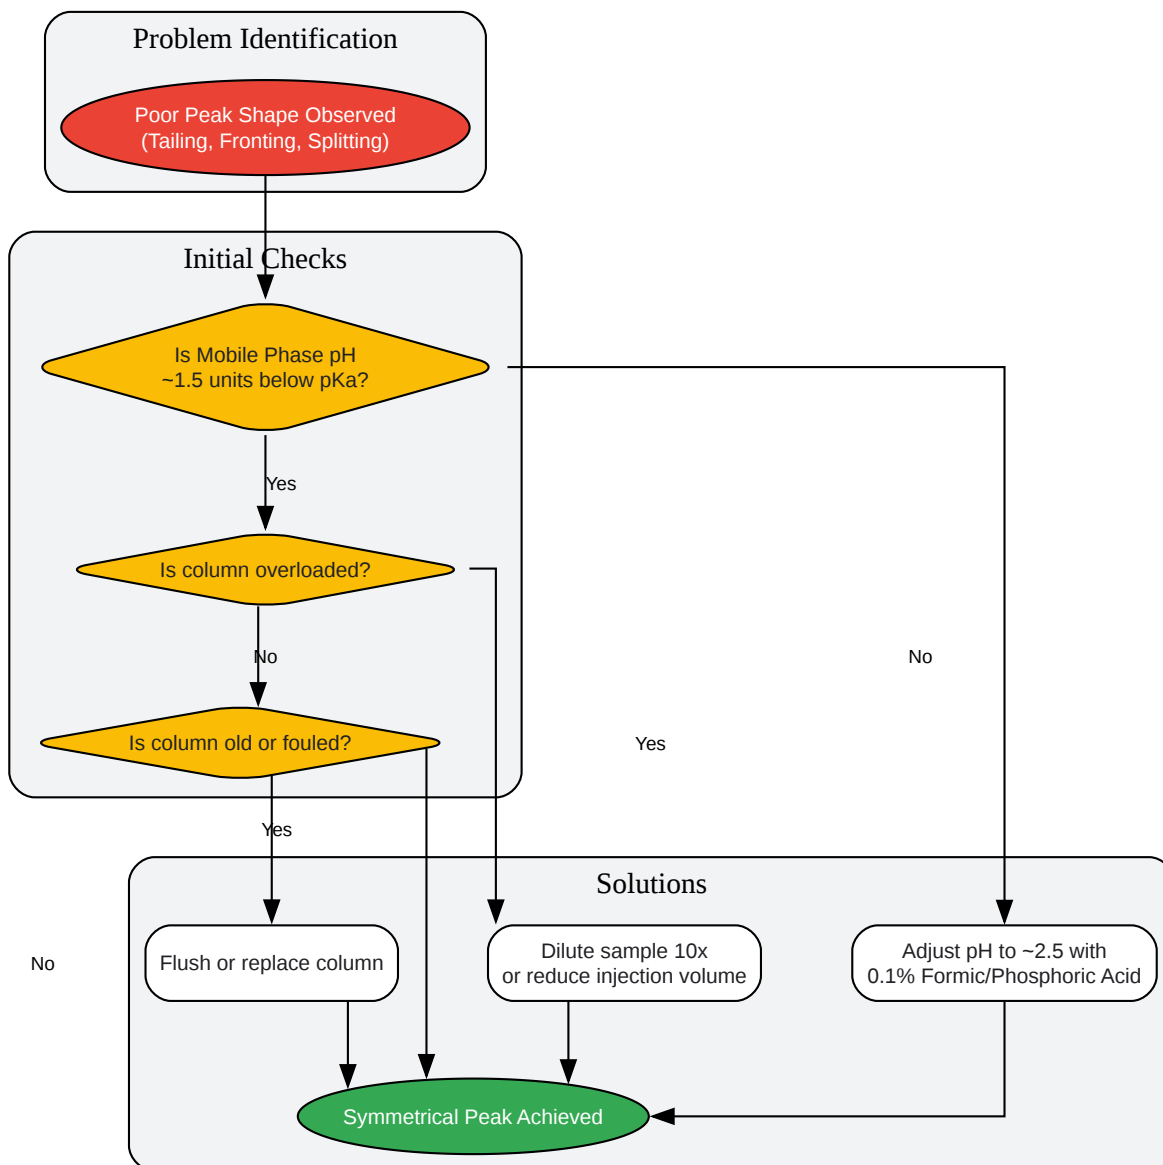 Problem Identification
Poor Peak Shape Observed
(Tailing, Fronting, Splitting)
Initial Checks
Is Mobile Phase pH
~1.5 units below pKa?
Yes
Is column overloaded?
No
No
Is column old or fouled?
Yes
Yes
Solutions
Flush or replace column
Dilute sample 10x
or reduce injection volume
Adjust pH to ~2.5 with
0.1% Formic/Phosphoric Acid
No
Symmetrical Peak Achieved